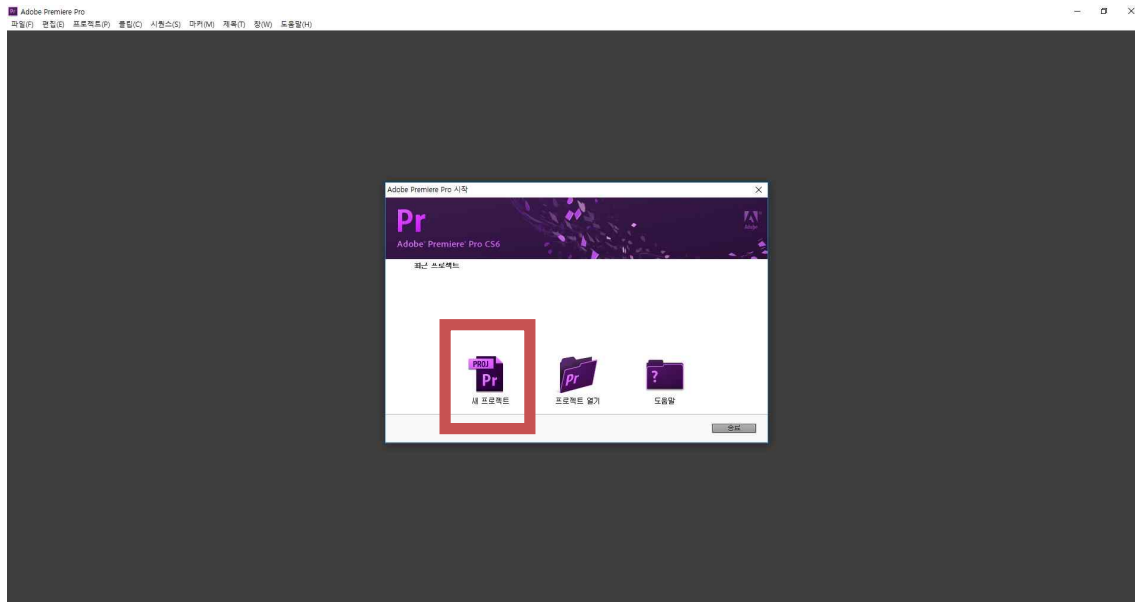 Adobe Premiere Pro
파일(F) 편집(E) 프로젝트(P) 클립(C) 시퀀스(S) 마커(M) 제목(T) 창(W) 도움말(H)
Adobe Premiere Pro 시작
Pr
Adobe
Adobe® Premiere® Pro CS6
최근 프로젝트
PROJ
Pr
Pr
?
새 프로젝트 프로젝트 열기 도움말
종료